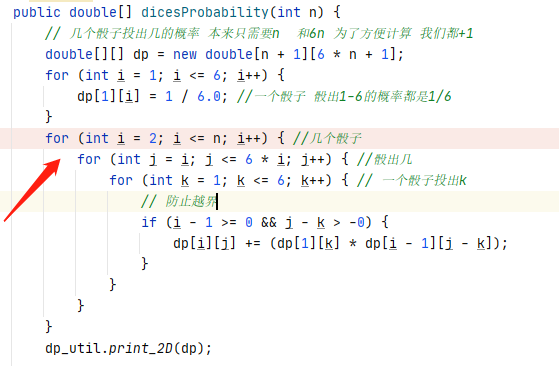 public double[] dicesProbability(int n) {
// 几个骰子投出几的概率 本来只需要n 和6n 为了方便计算 我们都+1
double[][] dp = new double[n + 1][6 * n + 1];
for (int i = 1; i <= 6; i++) {
dp[1][i] = 1 / 6.0; //一个骰子 骰出1-6的概率都是1/6
}
for (int i = 2; i <= n; i++) { //几个骰子
for (int j = i; j <= 6 * i; j++) { //骰出几
for (int k = 1; k <= 6; k++) { // 一个骰子投出k
// 防止越界
if (i - 1 >= 0 && j - k > -0) {
dp[i][j] += (dp[1][k] * dp[i - 1][j - k]);
}
}
}
}
dp_util.print_2D(dp);